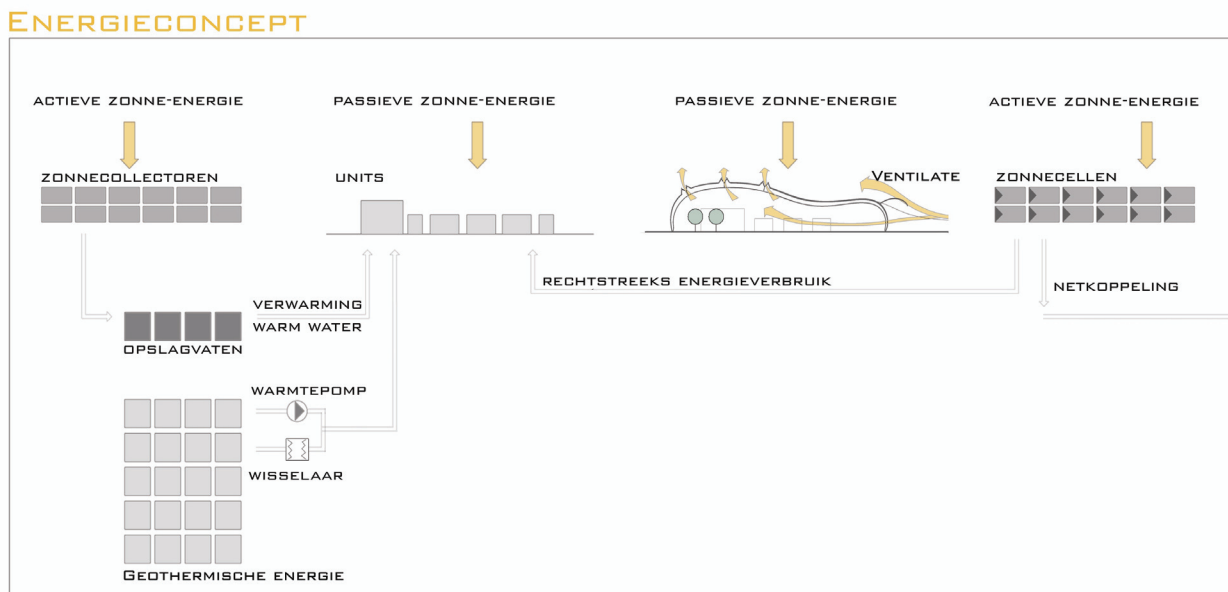 ENERGIECONCEPT
ACTIEVE ZONNE-ENERGIE
PASSIEVE ZONNE-ENERGIE
PASSIEVE ZONNE-ENERGIE
ACTIEVE ZONNE-ENERGIE
ZONNECOLLECTOREN
UNITS
VENTILATE
ZONNECELLEN
RECHTSTREEKS ENERGIEVERBRUIK
NETKOPPELING
VERWARMING
WARM WATER
OPSLAGVATEN
WARMTEPOMP
WISSELAAR
GEOTHERMISCHE ENERGIE